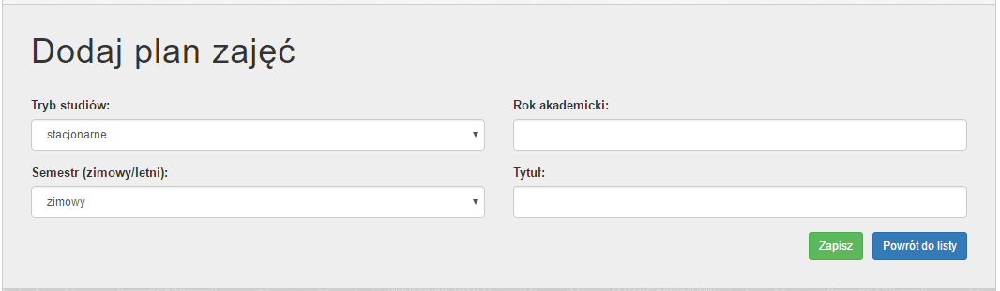 Dodaj plan zajęć
Tryb studiów:
stacjonarne
Rok akademicki:
Semestr (zimowy/letni):
zimowy
Tytuł:
Zapisz
Powrót do listy